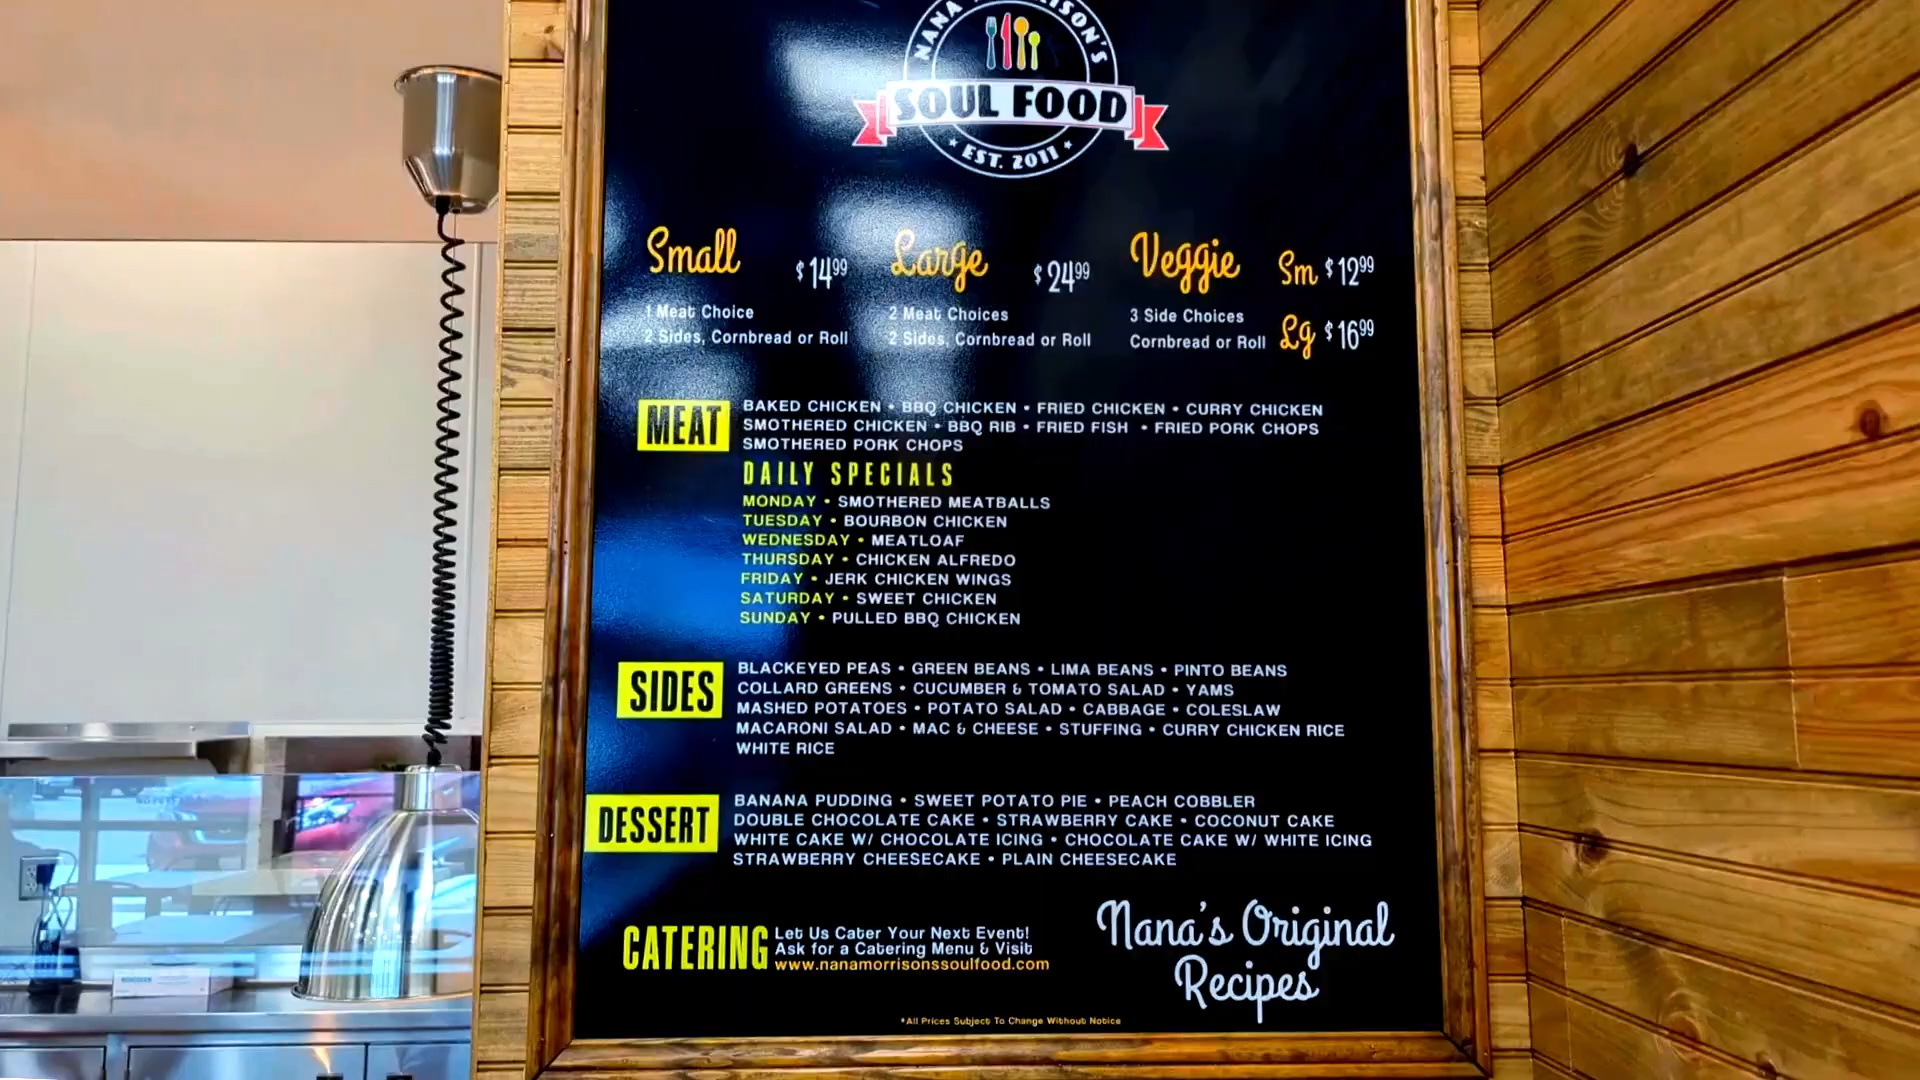 NANA
SOUL FOOD
• EST. 2011 •
Small $14.99
1 Meat Choice
2 Sides, Cornbread or Roll
Large $24.99
2 Meat Choices
2 Sides, Cornbread or Roll
Veggie Sm $12.99
3 Side Choices
Cornbread or Roll Lg $16.99
MEAT
BAKED CHICKEN • BBQ CHICKEN • FRIED CHICKEN • CURRY CHICKEN
SMOTHERED CHICKEN • BBQ RIB • FRIED FISH • FRIED PORK CHOPS
SMOTHERED PORK CHOPS
DAILY SPECIALS
MONDAY • SMOTHERED MEATBALLS
TUESDAY • BOURBON CHICKEN
WEDNESDAY • MEATLOAF
THURSDAY • CHICKEN ALFREDO
FRIDAY • JERK CHICKEN WINGS
SATURDAY • SWEET CHICKEN
SUNDAY • PULLED BBQ CHICKEN
SIDES
BLACKEYED PEAS • GREEN BEANS • LIMA BEANS • PINTO BEANS
COLLARD GREENS • CUCUMBER & TOMATO SALAD • YAMS
MASHED POTATOES • POTATO SALAD • CABBAGE • COLESLAW
MACARONI SALAD • MAC & CHEESE • STUFFING • CURRY CHICKEN RICE
WHITE RICE
DESSERT
BANANA PUDDING • SWEET POTATO PIE • PEACH COBBLER
DOUBLE CHOCOLATE CAKE • STRAWBERRY CAKE • COCONUT CAKE
WHITE CAKE W/ CHOCOLATE ICING • CHOCOLATE CAKE W/ WHITE ICING
STRAWBERRY CHEESECAKE • PLAIN CHEESECAKE
CATERING
Let Us Cater Your Next Event!
Ask for a Catering Menu & Visit
www.nanamorrisonssoulfood.com
Nana's Original
Recipes
*All Prices Subject To Change Without Notice